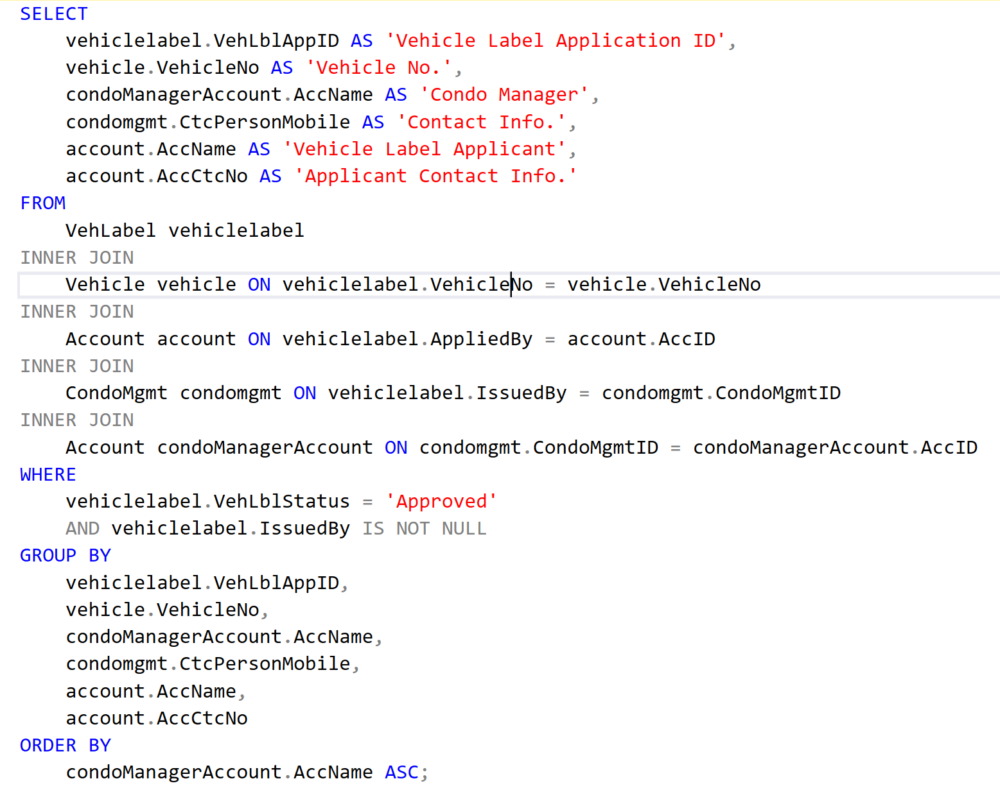 SELECT
vehiclelabel.VehLblAppID AS 'Vehicle Label Application ID',
vehicle.VehicleNo AS 'Vehicle No.',
condoManagerAccount.AccName AS 'Condo Manager',
condomgmt.CtcPersonMobile AS 'Contact Info.',
account.AccName AS 'Vehicle Label Applicant',
account.AccCtcNo AS 'Applicant Contact Info.'
FROM
VehLabel vehiclelabel
INNER JOIN
Vehicle vehicle ON vehiclelabel.VehicleNo = vehicle.VehicleNo
INNER JOIN
Account account ON vehiclelabel.AppliedBy = account.AccID
INNER JOIN
CondoMgmt condomgmt ON vehiclelabel.IssuedBy = condomgmt.CondoMgmtID
INNER JOIN
Account condoManagerAccount ON condomgmt.CondoMgmtID = condoManagerAccount.AccID
WHERE
vehiclelabel.VehLblStatus = 'Approved'
AND vehiclelabel.IssuedBy IS NOT NULL
GROUP BY
vehiclelabel.VehLblAppID,
vehicle.VehicleNo,
condoManagerAccount.AccName,
condomgmt.CtcPersonMobile,
account.AccName,
account.AccCtcNo
ORDER BY
condoManagerAccount.AccName ASC;